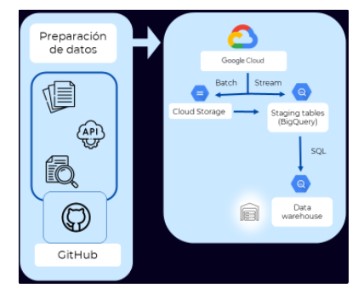 Preparación
de datos
API
GitHub
Google Cloud
Batch
Stream
Cloud Storage
Staging tables
(BigQuery)
SQL
Data
warehouse